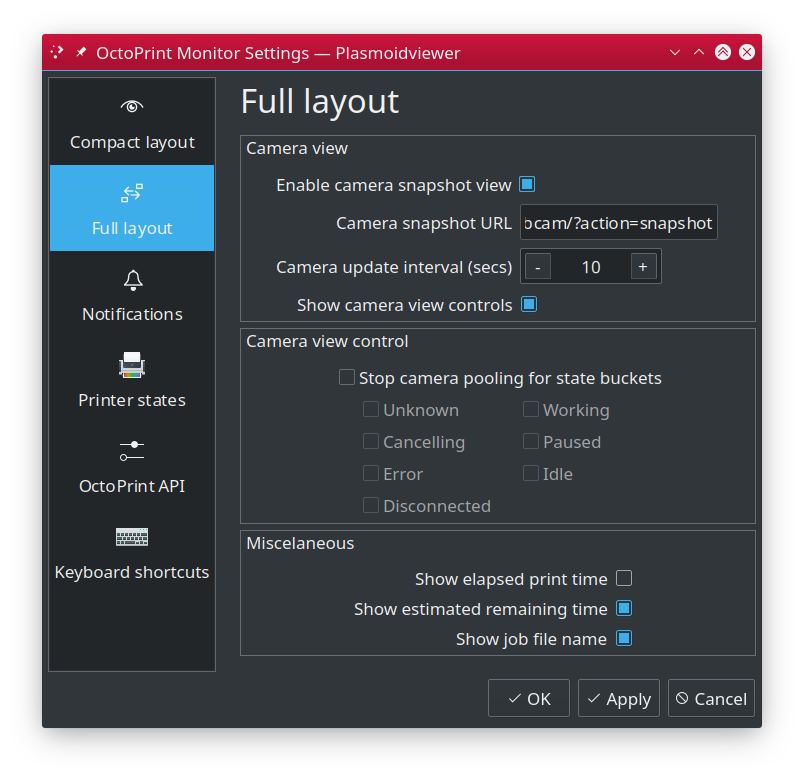 OctoPrint Monitor Settings — Plasmoidviewer
Compact layout
Full layout
Notifications
Printer states
OctoPrint API
Keyboard shortcuts
Full layout
Camera view
Enable camera snapshot view
Camera snapshot URL
bcam/?action=snapshot
Camera update interval (secs)
- 10 +
Show camera view controls
Camera view control
Stop camera pooling for state buckets
Unknown Working
Cancelling Paused
Error Idle
Disconnected
Miscelaneous
Show elapsed print time
Show estimated remaining time
Show job file name
OK Apply Cancel